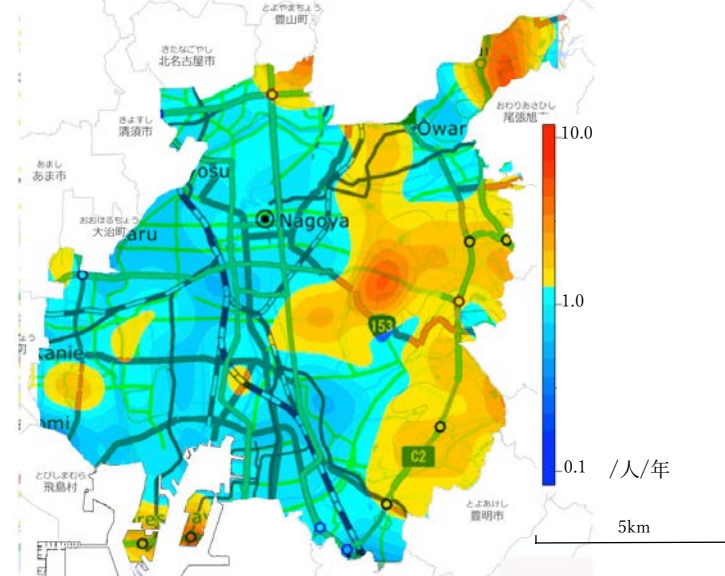 とよやまちょう
豊山町
きたなごやし
北名古屋市
おわりあさひし
尾張旭
きよすし
清須市
Owar
10.0
あまし
あま市
osu
Nagoya
おおはるちょう
大治町
aru
1.0
153
anie
C2
0.1 /人/年
とびしまむら
飛島村
とよあけし
豊明市
5km